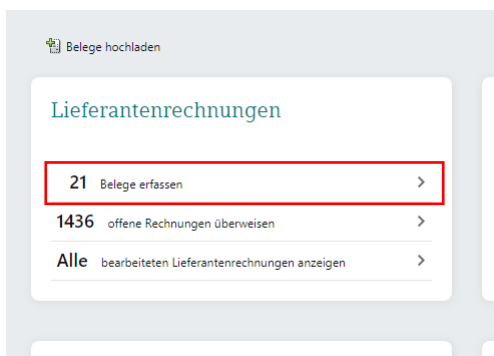 Belege hochladen
Lieferantenrechnungen
21 Belege erfassen
1436 offene Rechnungen überweisen
Alle bearbeiteten Lieferantenrechnungen anzeigen